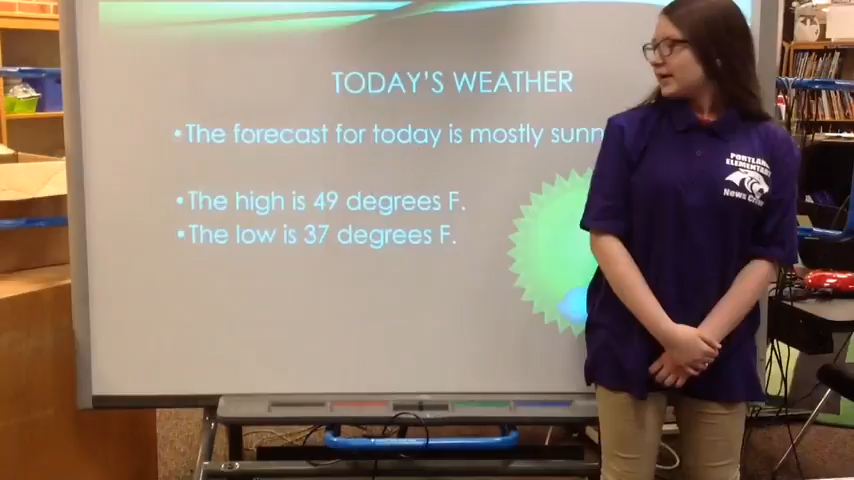 TODAY'S WEATHER
•The forecast for today is mostly sunn
•The high is 49 degrees F.
•The low is 37 degrees F.
PORTLAND
ELEMENTARY
News Crew